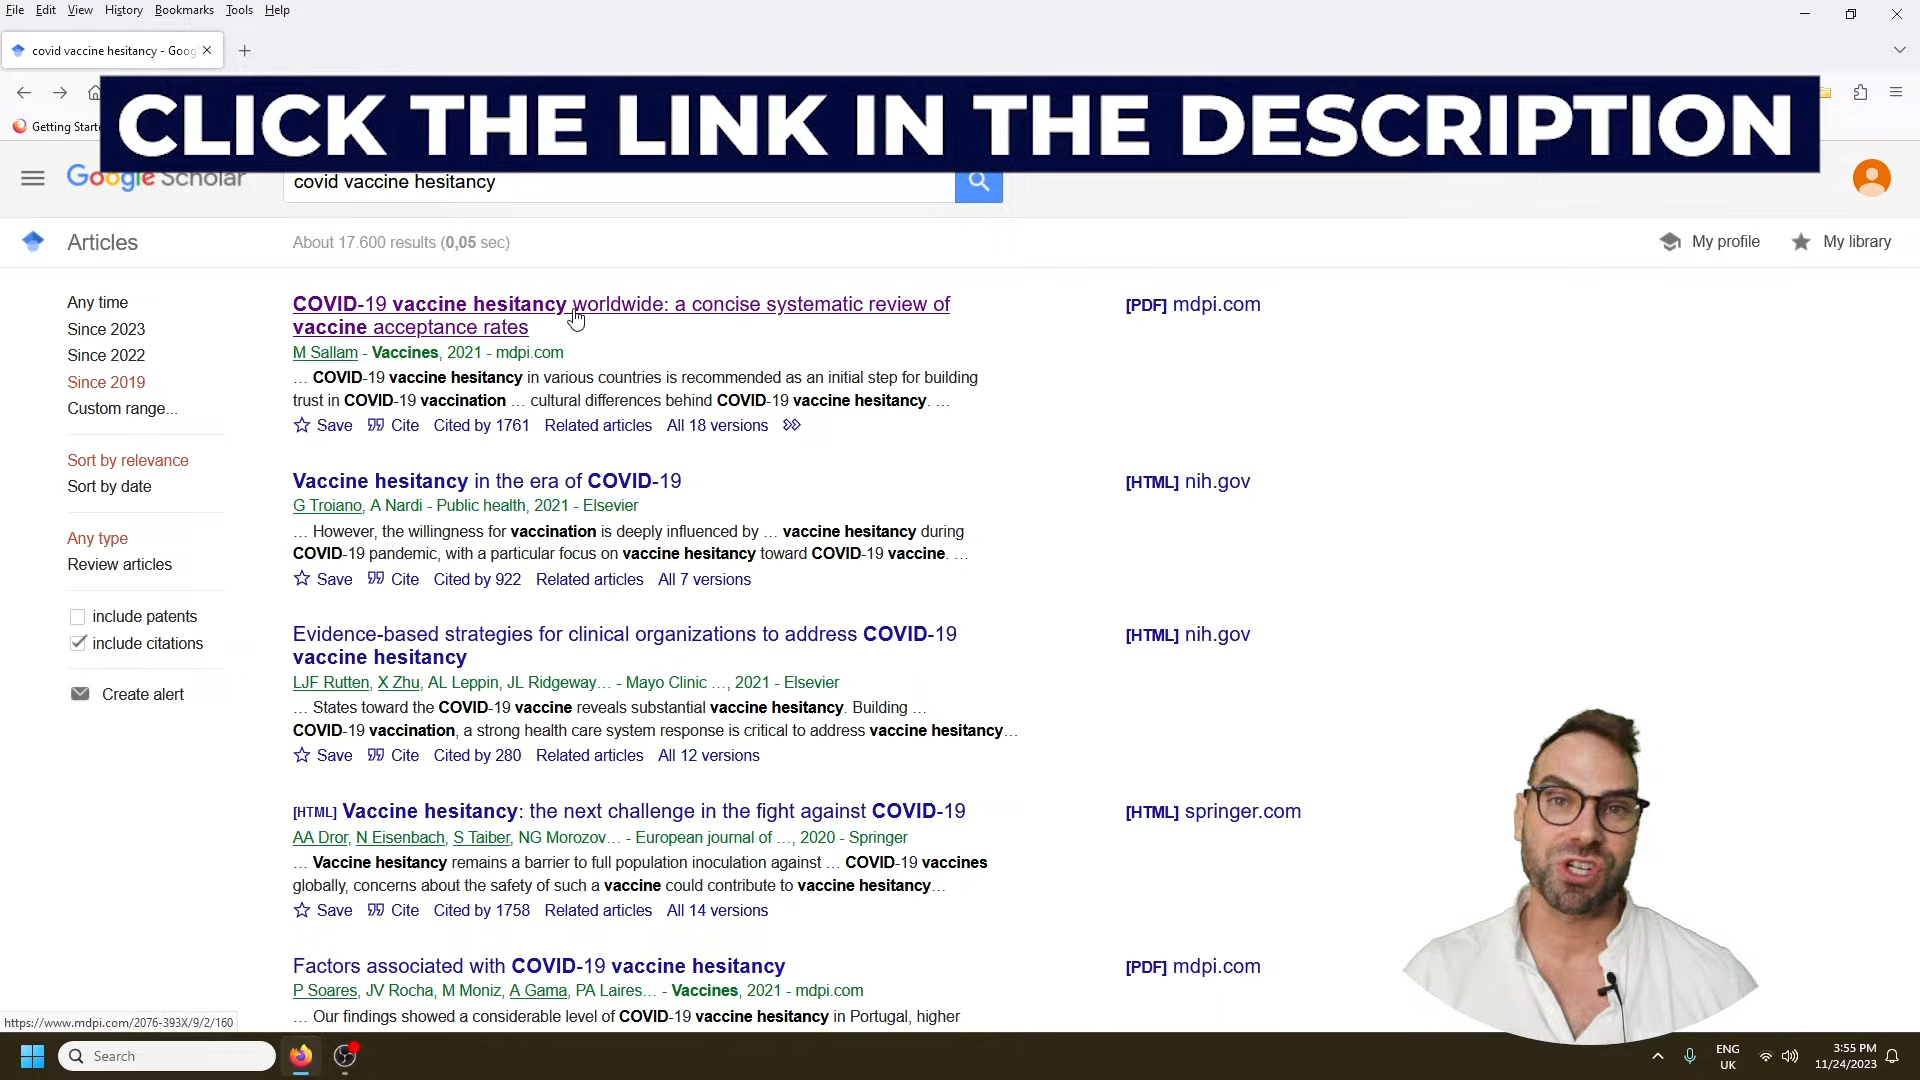 File Edit View History Bookmarks Tools Help
covid vaccine hesitancy - Goog
CLICK THE LINK IN THE DESCRIPTION
Getting Starte
Google Scholar
covid vaccine hesitancy
Articles
About 17.600 results (0,05 sec)
My profile
My library
Any time
Since 2023
Since 2022
Since 2019
Custom range...
Sort by relevance
Sort by date
Any type
Review articles
include patents
include citations
Create alert
COVID-19 vaccine hesitancy worldwide: a concise systematic review of
vaccine acceptance rates
[PDF] mdpi.com
M Sallam - Vaccines, 2021 - mdpi.com
... COVID-19 vaccine hesitancy in various countries is recommended as an initial step for building
trust in COVID-19 vaccination ... cultural differences behind COVID-19 vaccine hesitancy. ...
Save Cite Cited by 1761 Related articles All 18 versions
Vaccine hesitancy in the era of COVID-19
[HTML] nih.gov
G Troiano, A Nardi - Public health, 2021 - Elsevier
... However, the willingness for vaccination is deeply influenced by ... vaccine hesitancy during
COVID-19 pandemic, with a particular focus on vaccine hesitancy toward COVID-19 vaccine. ...
Save Cite Cited by 922 Related articles All 7 versions
Evidence-based strategies for clinical organizations to address COVID-19
vaccine hesitancy
[HTML] nih.gov
LJF Rutten, X Zhu, AL Leppin, JL Ridgeway... - Mayo Clinic ..., 2021 - Elsevier
... States toward the COVID-19 vaccine reveals substantial vaccine hesitancy. Building ...
COVID-19 vaccination, a strong health care system response is critical to address vaccine hesitancy...
Save Cite Cited by 280 Related articles All 12 versions
[HTML] Vaccine hesitancy: the next challenge in the fight against COVID-19
[HTML] springer.com
AA Dror, N Eisenbach, S Taiber, NG Morozov... - European journal of ..., 2020 - Springer
... Vaccine hesitancy remains a barrier to full population inoculation against ... COVID-19 vaccines
globally, concerns about the safety of such a vaccine could contribute to vaccine hesitancy...
Save Cite Cited by 1758 Related articles All 14 versions
Factors associated with COVID-19 vaccine hesitancy
[PDF] mdpi.com
P Soares, JV Rocha, M Moniz, A Gama, PA Laires... - Vaccines, 2021 - mdpi.com
... Our findings showed a considerable level of COVID-19 vaccine hesitancy in Portugal, higher
https://www.mdpi.com/2076-393X/9/2/160
Search
ENG
UK
3:55 PM
11/24/2023